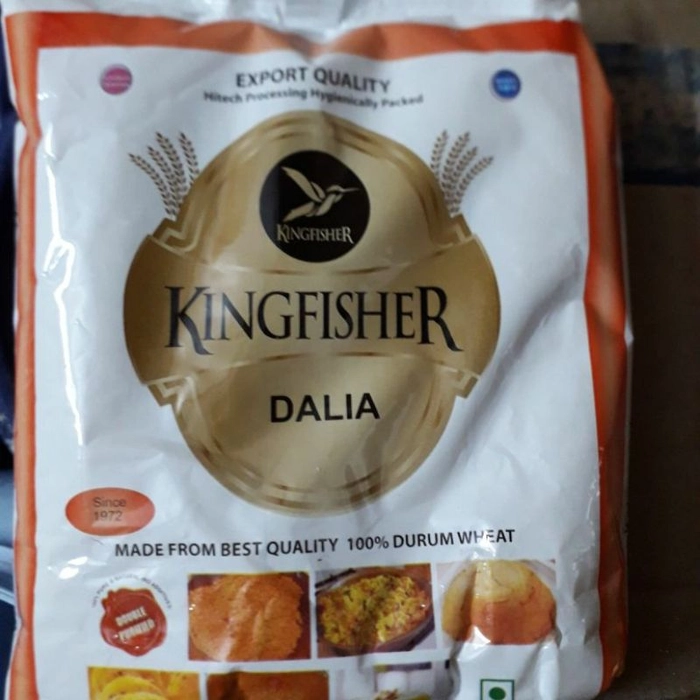 EXPORT QUALITY
Hitech Processing Hygienically Packed
KINGFISHER
KINGFISHER
DALIA
Since
1972
MADE FROM BEST QUALITY 100% DURUM WHEAT
DOUBLE
PURIFIED